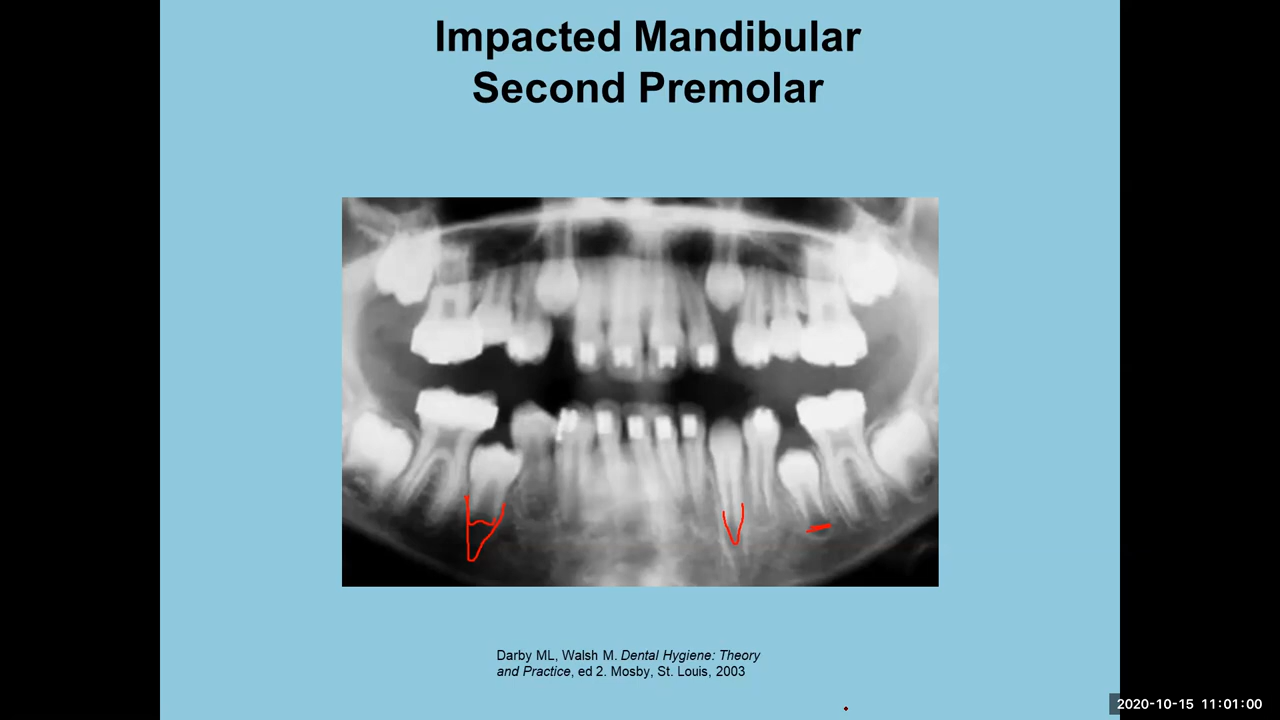 Impacted Mandibular
Second Premolar
Darby ML, Walsh M. Dental Hygiene: Theory
and Practice, ed 2. Mosby, St. Louis, 2003
2020-10-15 11:01:00